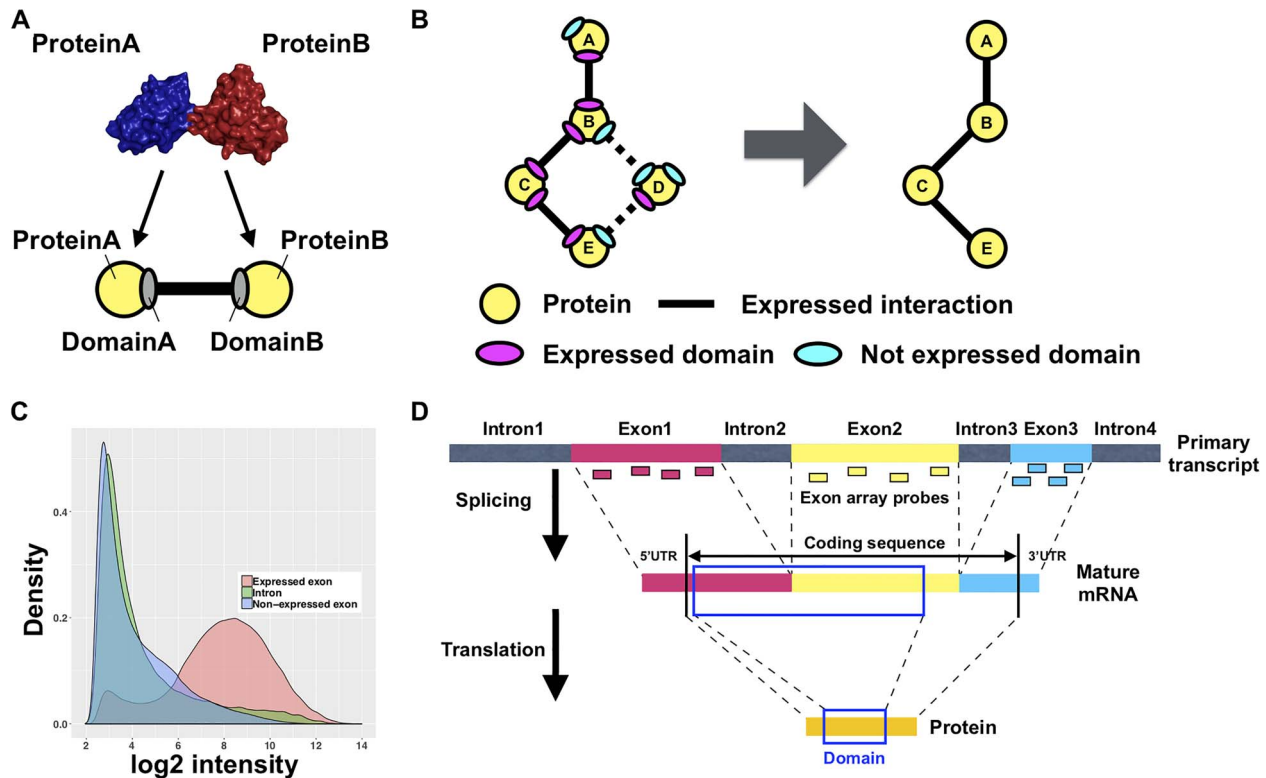 A
ProteinA
ProteinB
ProteinA
ProteinB
DomainA
DomainB
B
A
B
C
D
E
A
B
C
E
Protein
Expressed interaction
Expressed domain
Not expressed domain
C
Density
0.4
0.2
0.0
Expressed exon
Intron
Non-expressed exon
2 4 6 8 10 12 14
log2 intensity
D
Intron1 Exon1 Intron2 Exon2 Intron3 Exon3 Intron4
Primary
transcript
Exon array probes
Splicing
5'UTR
Coding sequence
3'UTR
Mature
mRNA
Translation
Protein
Domain